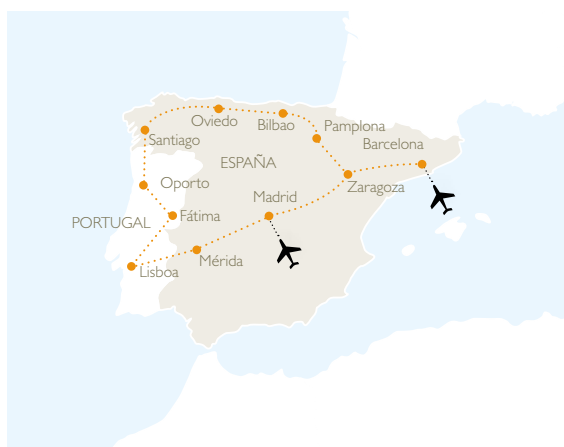 Oviedo
Bilbao
Pamplona
Santiago
Barcelona
ESPAÑA
Oporto
Zaragoza
Madrid
PORTUGAL
Fátima
Mérida
Lisboa